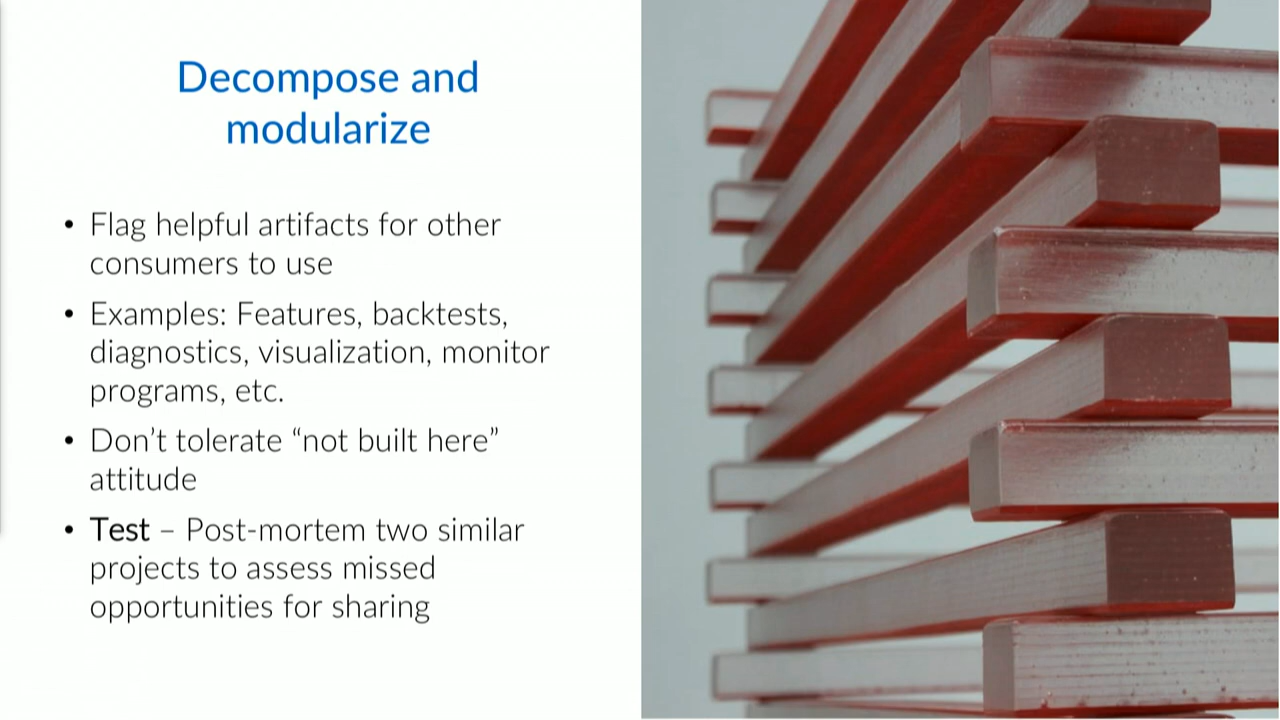 Decompose and
modularize
• Flag helpful artifacts for other
consumers to use
• Examples: Features, backtests,
diagnostics, visualization, monitor
programs, etc.
• Don’t tolerate “not built here”
attitude
• Test – Post-mortem two similar
projects to assess missed
opportunities for sharing